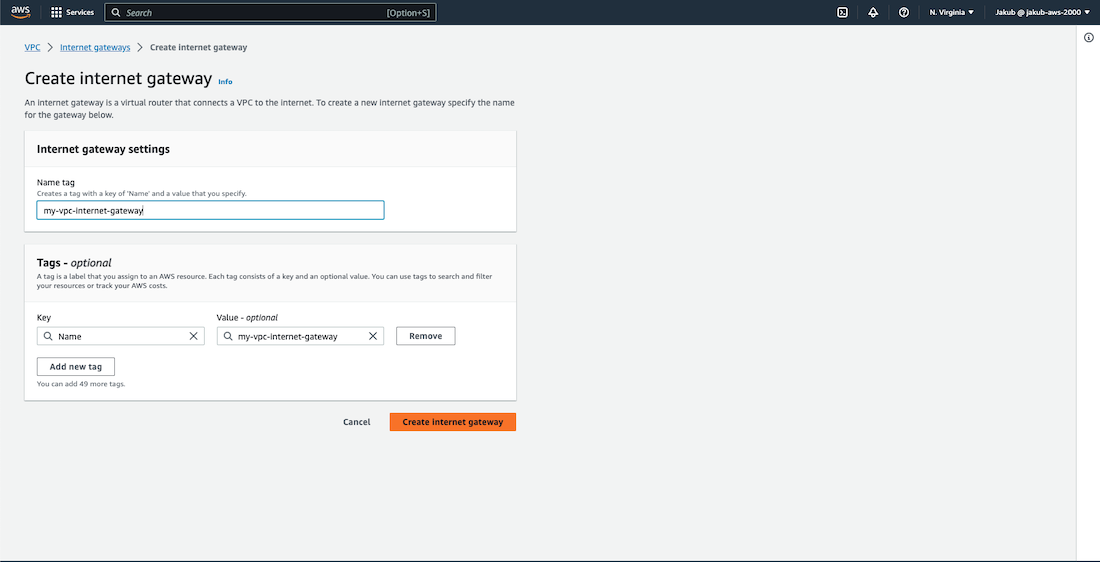 aws Services Search [Option+S] N. Virginia Jakub @ jakub-aws-2000
VPC Internet gateways Create internet gateway
Create internet gateway Info
An internet gateway is a virtual router that connects a VPC to the internet. To create a new internet gateway specify the name
for the gateway below.
Internet gateway settings
Name tag
Creates a tag with a key of 'Name' and a value that you specify.
my-vpc-internet-gateway
Tags - optional
A tag is a label that you assign to an AWS resource. Each tag consists of a key and an optional value. You can use tags to search and filter
your resources or track your AWS costs.
Key Value - optional
Name my-vpc-internet-gateway Remove
Add new tag
You can add 49 more tags.
Cancel Create internet gateway